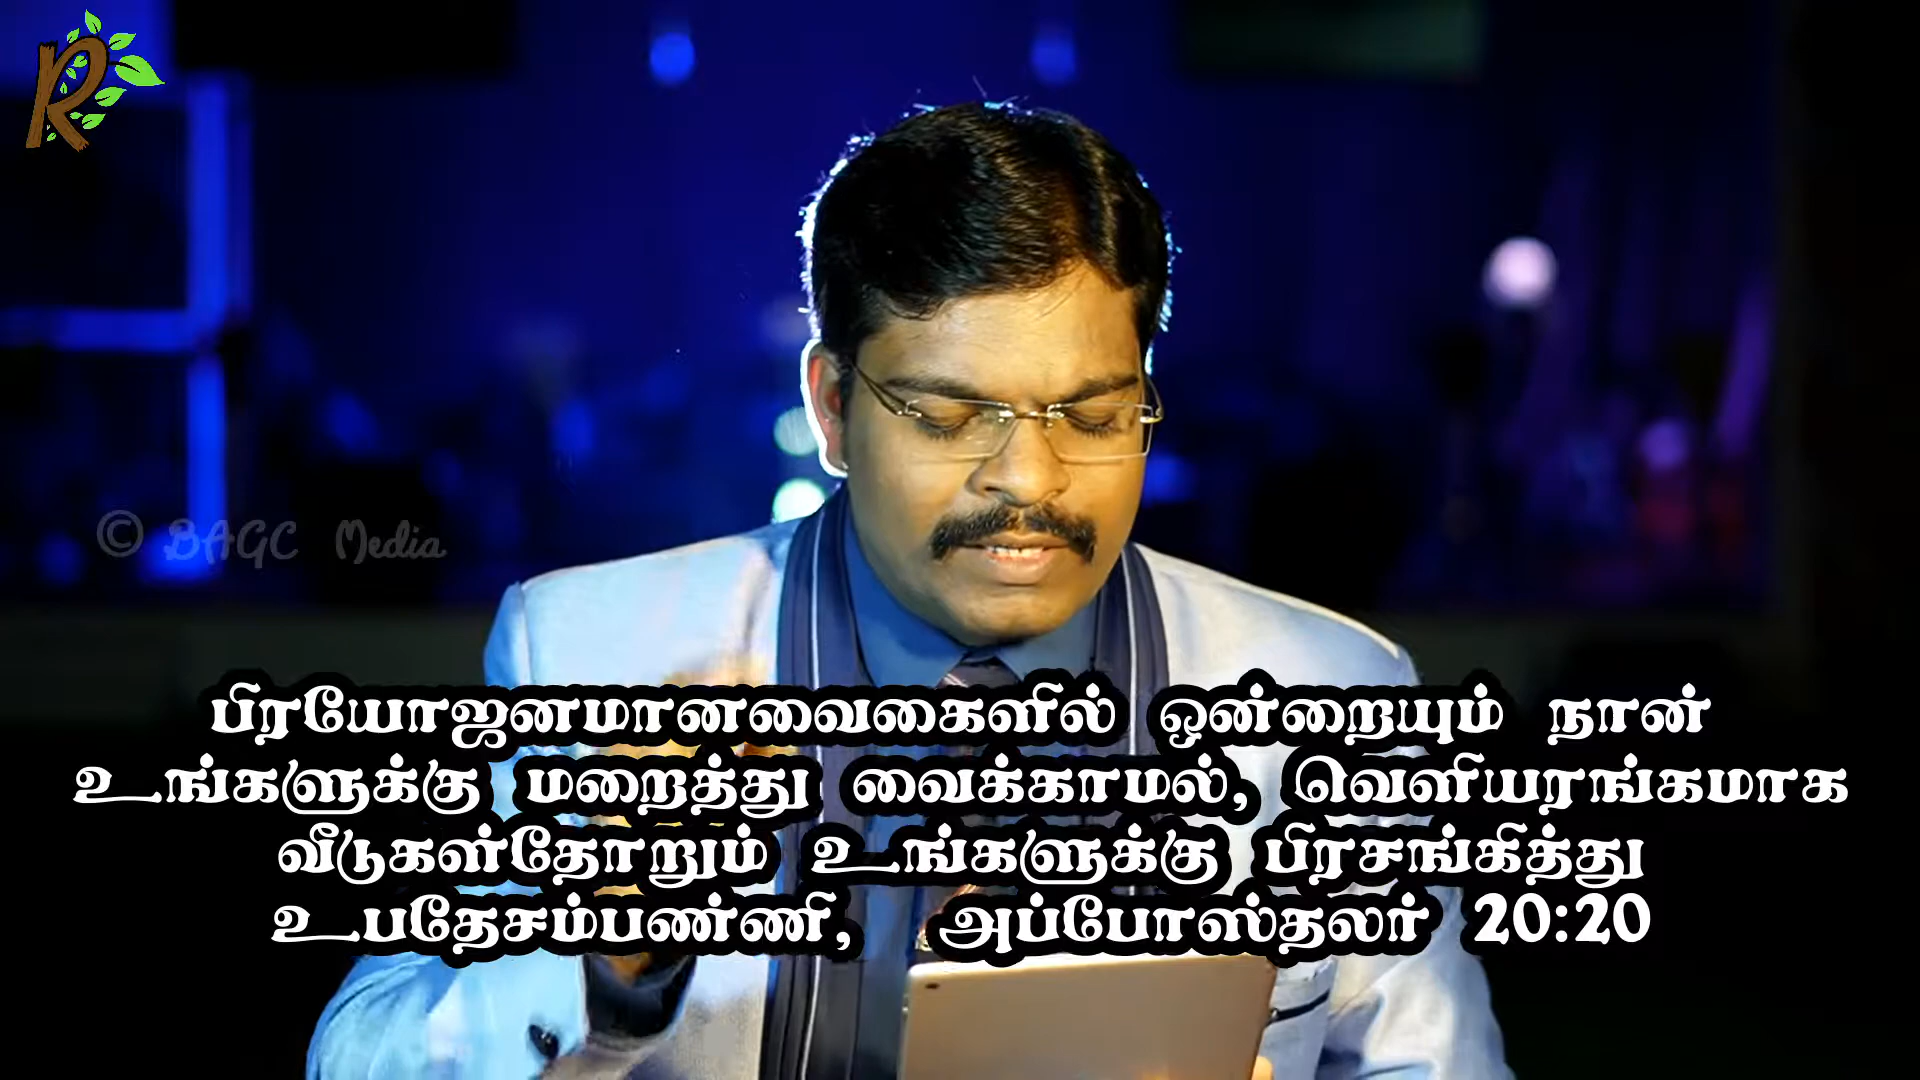 R
© BAGC Media
பிரயோஜனமானவைகளில் ஒன்றையும் நான்
உங்களுக்கு மறைத்து வைக்காமல், வெளியரங்கமாக
வீடுகள்தோறும் உங்களுக்கு பிரசங்கித்து
உபதேசம்பண்ணி, அப்போஸ்தலர் 20:20